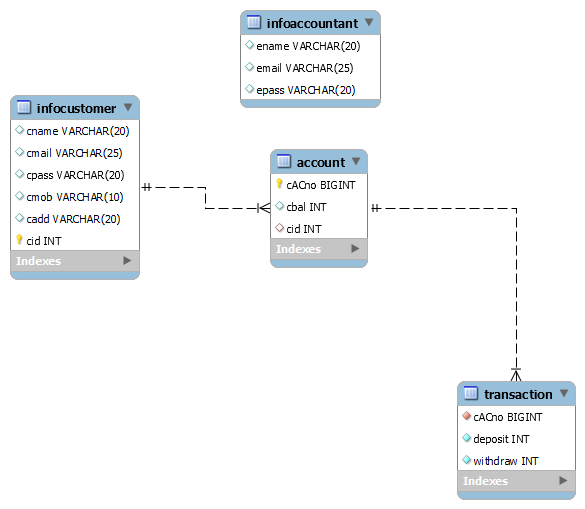 infoaccountant
ename VARCHAR(20)
email VARCHAR(25)
epass VARCHAR(20)
infocustomer
cname VARCHAR(20)
cmail VARCHAR(25)
cpass VARCHAR(20)
cmob VARCHAR(10)
cadd VARCHAR(20)
cid INT
Indexes
account
cACno BIGINT
cbal INT
cid INT
Indexes
transaction
cACno BIGINT
deposit INT
withdraw INT
Indexes